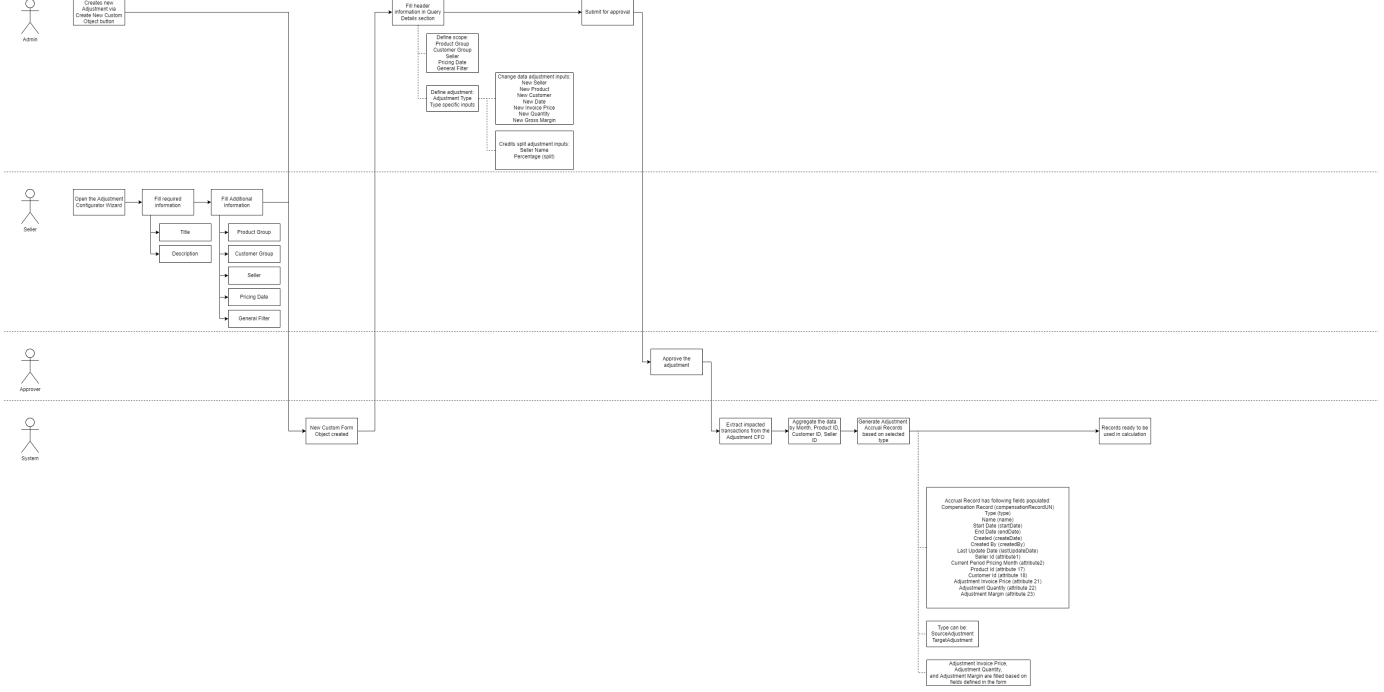 Creates new
Adjustment via
Create New Custom
Object button
Fill header
information in Query
Details section
Submit for approval
Admin
Define scope:
Product Group
Customer Group
Seller
Pricing Date
General Filter
Define adjustment:
Adjustment Type
Type specific inputs
Change data adjustment inputs:
New Seller
New Product
New Customer
New Date
New Invoice Price
New Quantity
New Gross Margin
Credits split adjustment inputs:
Seller Name
Percentage (split)
Seller
Open the Adjustment
Configurator Wizard
Fill required
information
Fill Additional
Information
Title
Description
Product Group
Customer Group
Seller
Pricing Date
General Filter
Approver
Approve the
adjustment
System
New Custom Form
Object created
Extract impacted
transactions from the
Adjustment CFO
Aggregate the data
by Month, Product ID,
Customer ID, Seller
ID
Generate Adjustment
Accrual Records
based on selected
type
Records ready to be
used in calculation
Accrual Record has following fields populated:
Compensation Record (compensationRecordUN)
Type (type)
Name (name)
Start Date (startDate)
End Date (endDate)
Created (createDate)
Created By (createdBy)
Last Update Date (lastUpdateDate)
Seller Id (attribute1)
Current Period Pricing Month (attribute2)
Product Id (attribute 17)
Customer Id (attribute 18)
Adjustment Invoice Price (attribute 21)
Adjustment Quantity (attribute 22)
Adjustment Margin (attribute 23)
Type can be:
SourceAdjustment
TargetAdjustment
Adjustment Invoice Price,
Adjustment Quantity,
and Adjustment Margin are filled based on
fields defined in the form